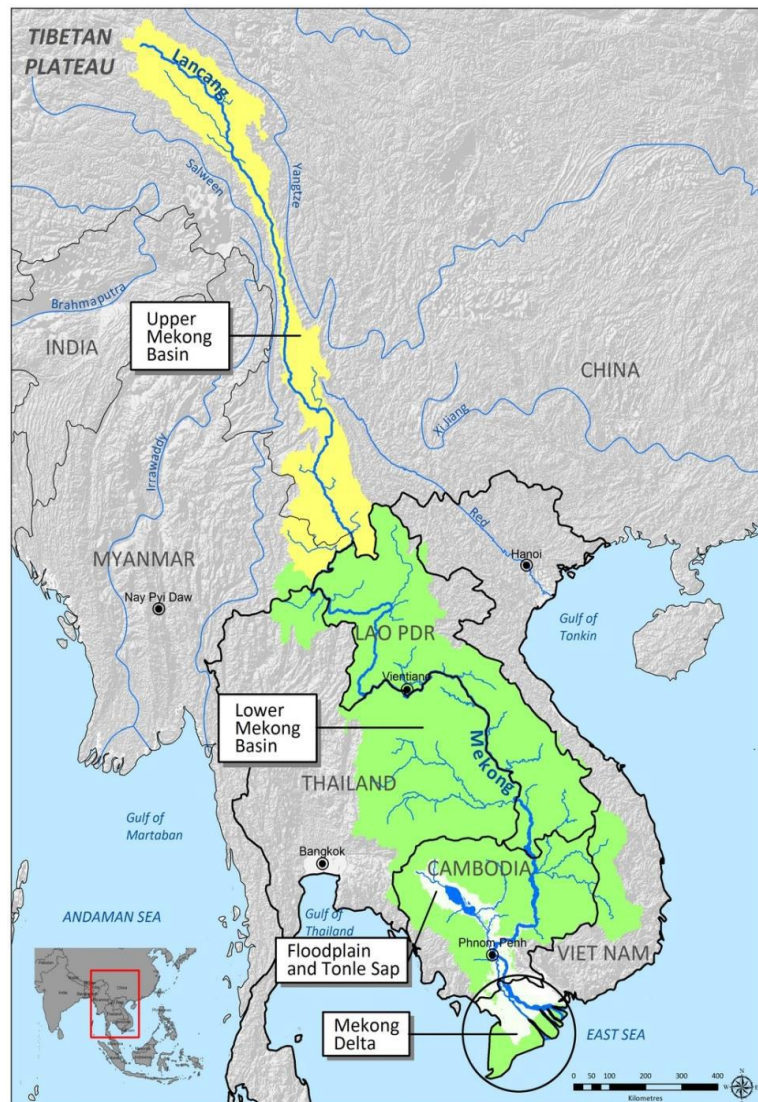 TIBETAN
PLATEAU
Lancang
Salween
Yangtze
Brahmaputra
Upper
Mekong
Basin
INDIA
CHINA
Xi Jiang
Irrawaddy
Red
MYANMAR
Hanoi
Nay Pyi Daw
Gulf of
Tonkin
LAO PDR
Vientiane
Lower
Mekong
Basin
Mekong
THAILAND
Gulf of
Martaban
Bangkok
CAMBODIA
ANDAMAN SEA
Gulf of
Thailand
Phnom Penh
Floodplain
and Tonle Sap
VIET NAM
Mekong
Delta
EAST SEA
0 50 100 200 300 400
Kilometres